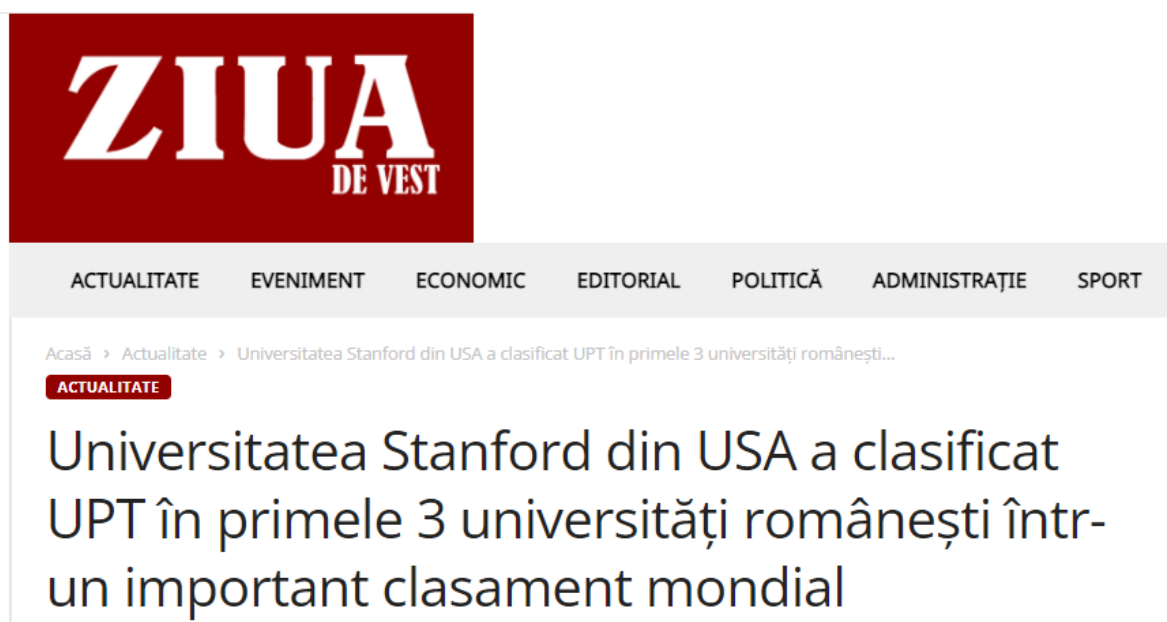 ZIUA
DE VEST
ACTUALITATE EVENIMENT ECONOMIC EDITORIAL POLITICĂ ADMINISTRAȚIE SPORT
Acasă › Actualitate › Universitatea Stanford din USA a clasificat UPT în primele 3 universități românești...
ACTUALITATE
Universitatea Stanford din USA a clasificat
UPT în primele 3 universități românești într-
un important clasament mondial